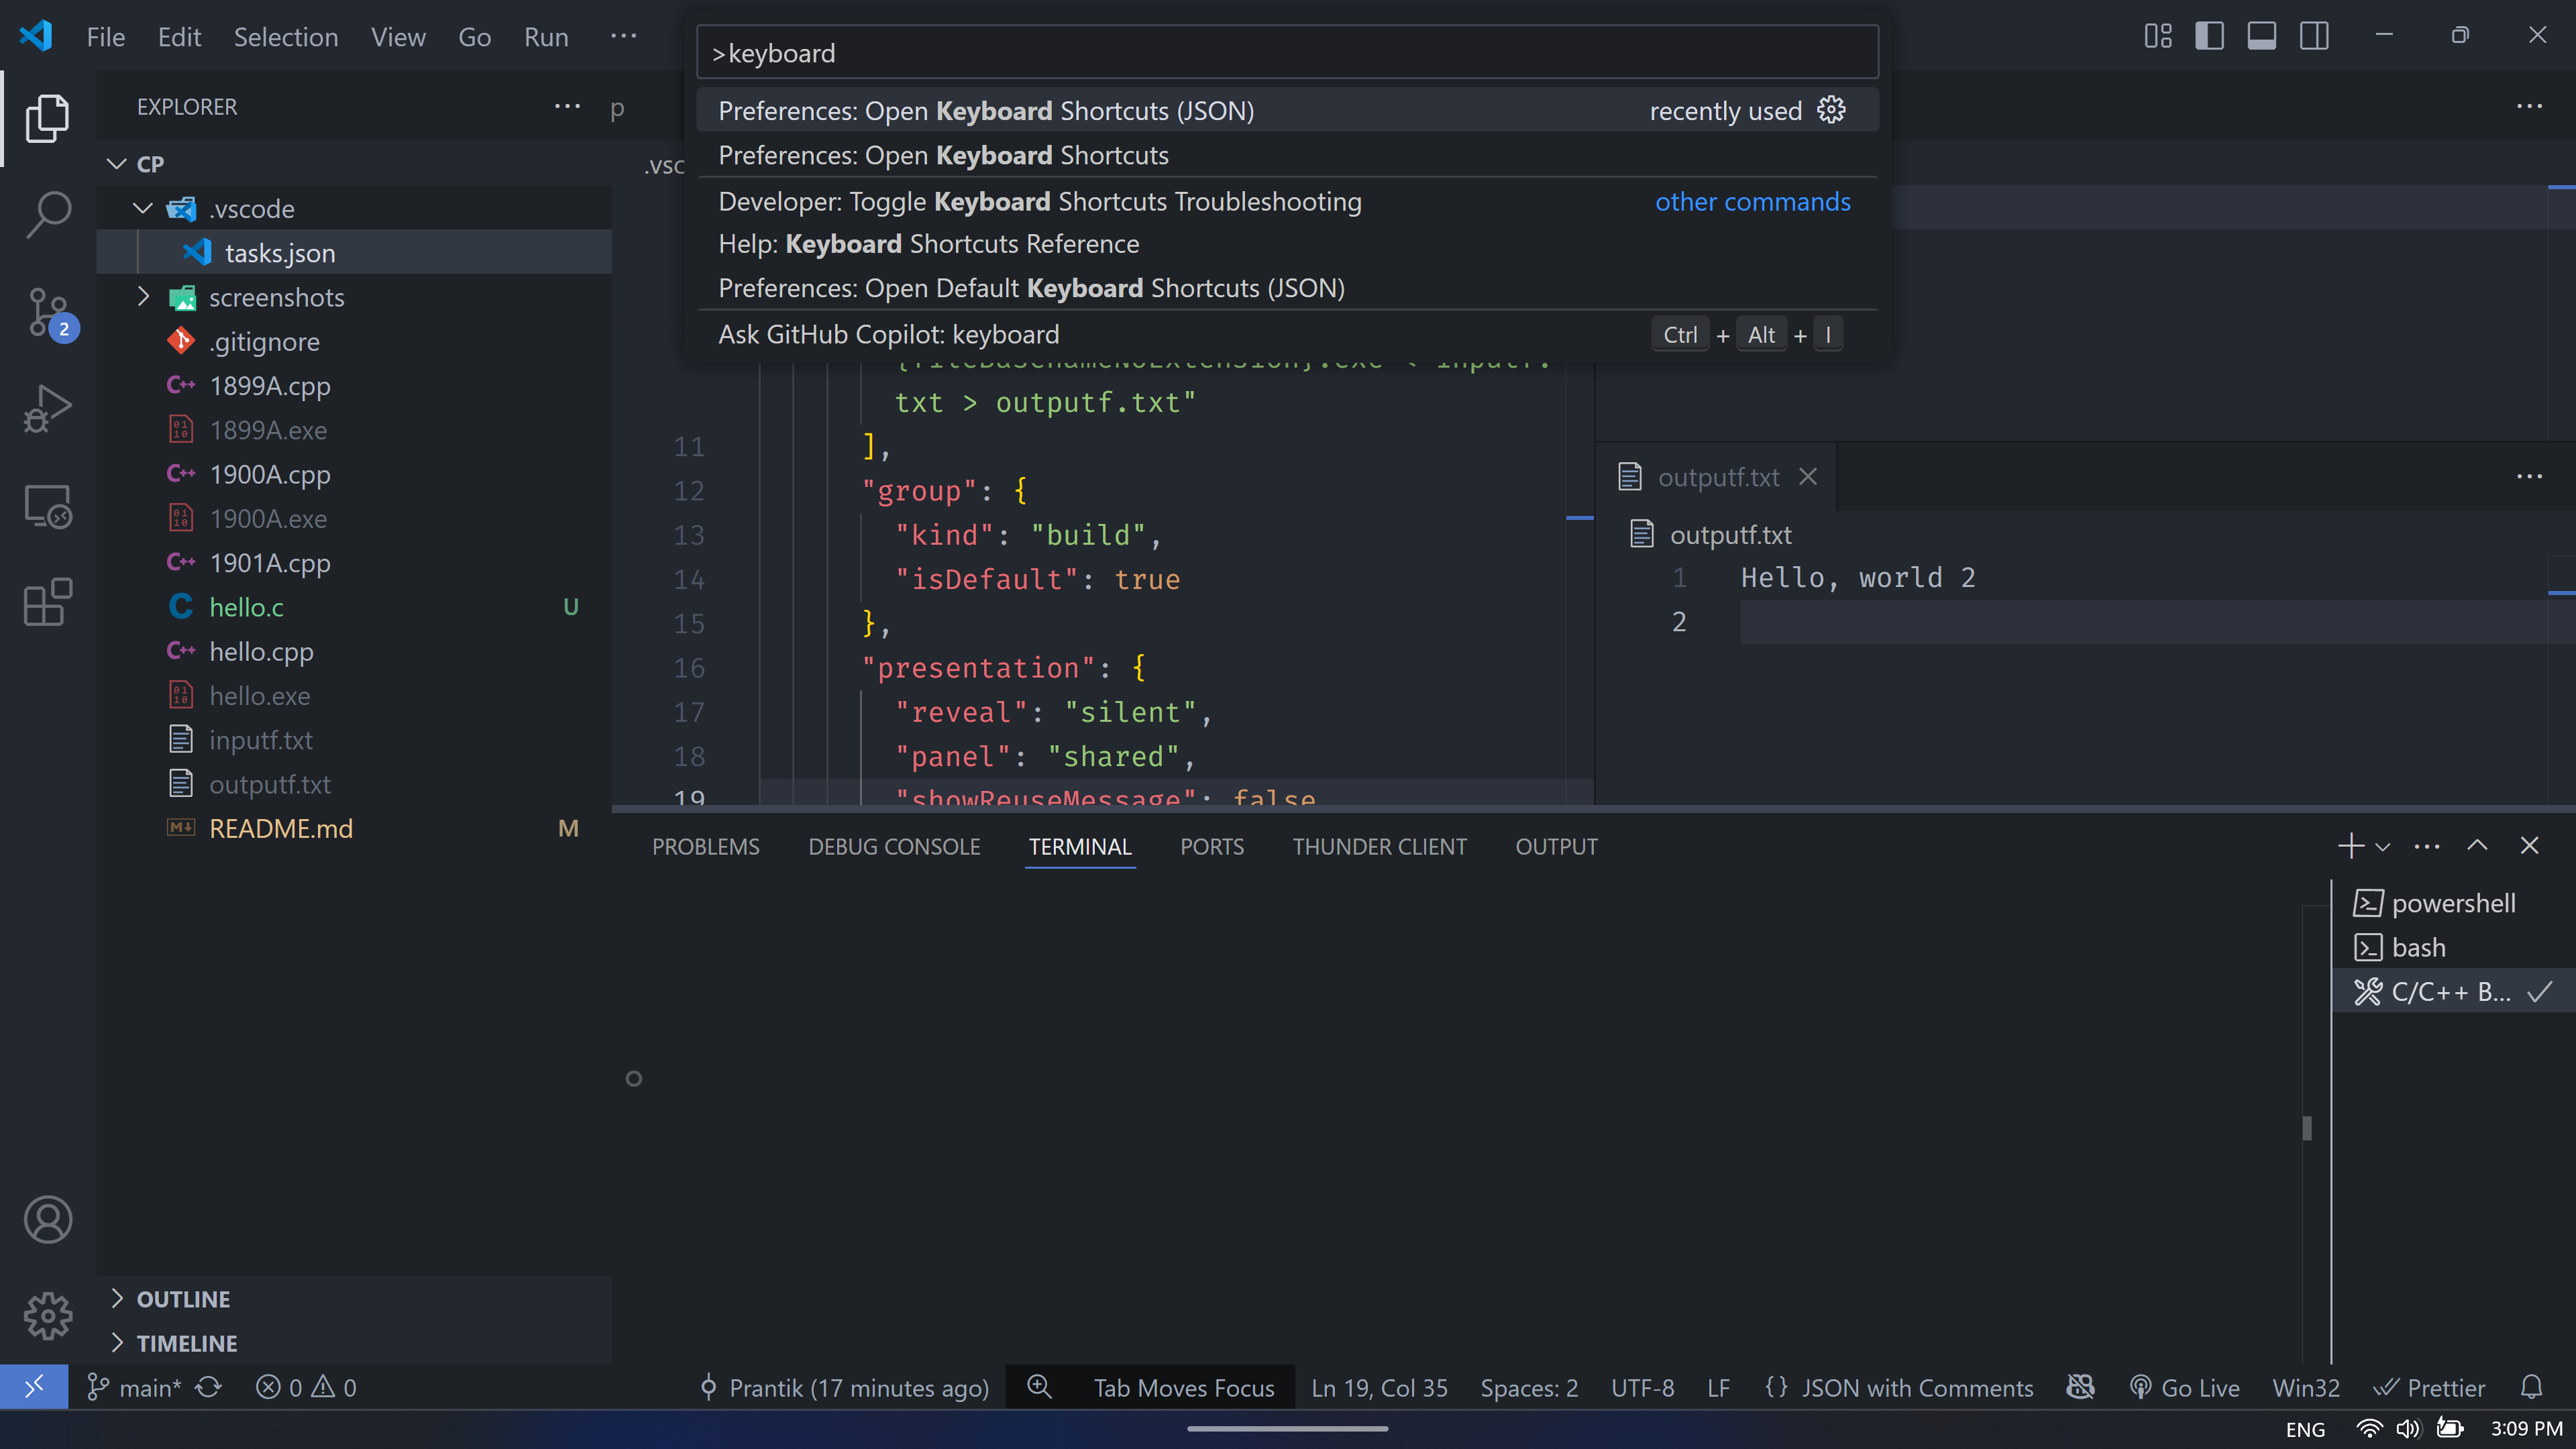 File Edit Selection View Go Run ···
>keyboard
Preferences: Open Keyboard Shortcuts (JSON) recently used
Preferences: Open Keyboard Shortcuts
Developer: Toggle Keyboard Shortcuts Troubleshooting other commands
Help: Keyboard Shortcuts Reference
Preferences: Open Default Keyboard Shortcuts (JSON)
Ask GitHub Copilot: keyboard Ctrl + Alt + I
EXPLORER ··· p
CP
.vscode
tasks.json
screenshots
.gitignore
1899A.cpp
1899A.exe
1900A.cpp
1900A.exe
1901A.cpp
hello.c U
hello.cpp
hello.exe
inputf.txt
outputf.txt
README.md M
OUTLINE
TIMELINE
2
.vsc
{fileBasenameNoExtension}.exe < inputf.
txt > outputf.txt"
11 ],
12 "group": {
13 "kind": "build",
14 "isDefault": true
15 },
16 "presentation": {
17 "reveal": "silent",
18 "panel": "shared",
19 "showReuseMessage": false
outputf.txt
outputf.txt
1 Hello, world 2
2
PROBLEMS DEBUG CONSOLE TERMINAL PORTS THUNDER CLIENT OUTPUT
powershell
bash
C/C++ B...
main* 0 0 Prantik (17 minutes ago) Tab Moves Focus Ln 19, Col 35 Spaces: 2 UTF-8 LF {} JSON with Comments Go Live Win32 Prettier
ENG 3:09 PM